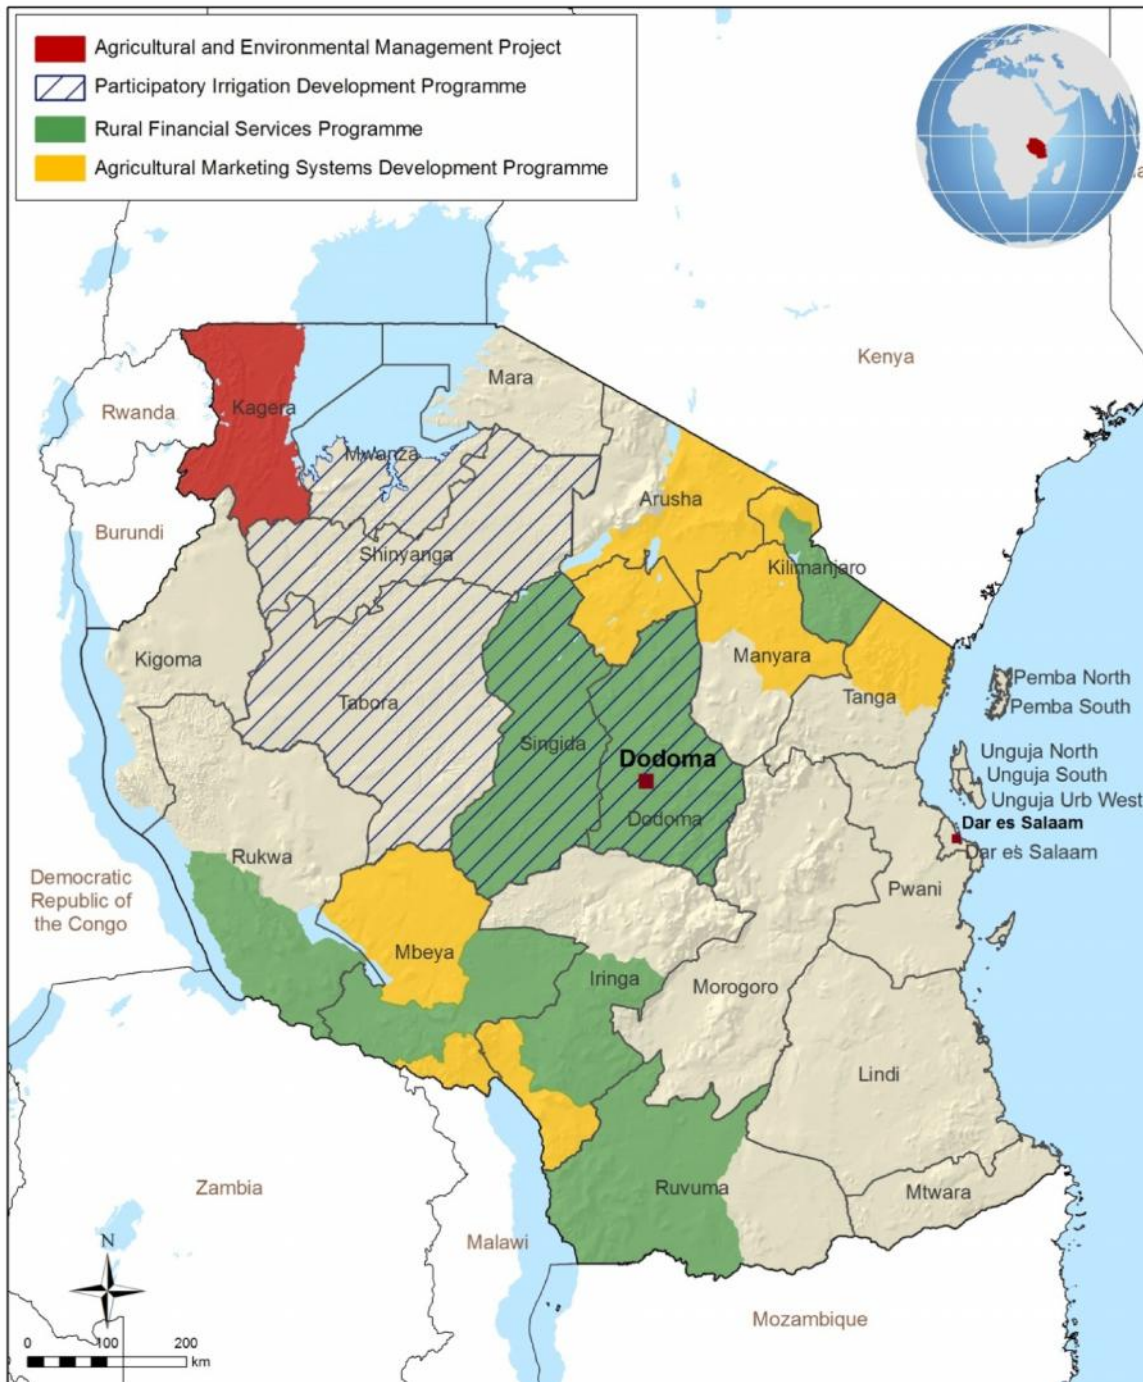 Agricultural and Environmental Management Project
Participatory Irrigation Development Programme
Rural Financial Services Programme
Agricultural Marketing Systems Development Programme
Kenya
Mara
Rwanda
Kagera
Mwanza
Arusha
Burundi
Shinyanga
Kilimanjaro
Kigoma
Manyara
Pemba North
Tanga
Pemba South
Tabora
Singida
Dodoma
Unguja North
Unguja South
Unguja Urb West
Dodoma
Dar es Salaam
Dar es Salaam
Rukwa
Democratic
Republic of
the Congo
Pwani
Mbeya
Iringa
Morogoro
Lindi
Zambia
Ruvuma
Mtwara
Malawi
N
Mozambique
0 100 200
km